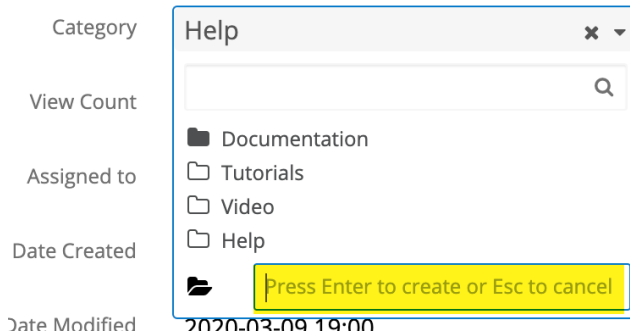 Category
Help
View Count
Documentation
Assigned to
Tutorials
Video
Date Created
Help
Press Enter to create or Esc to cancel
Date Modified
2020-03-09 19:00